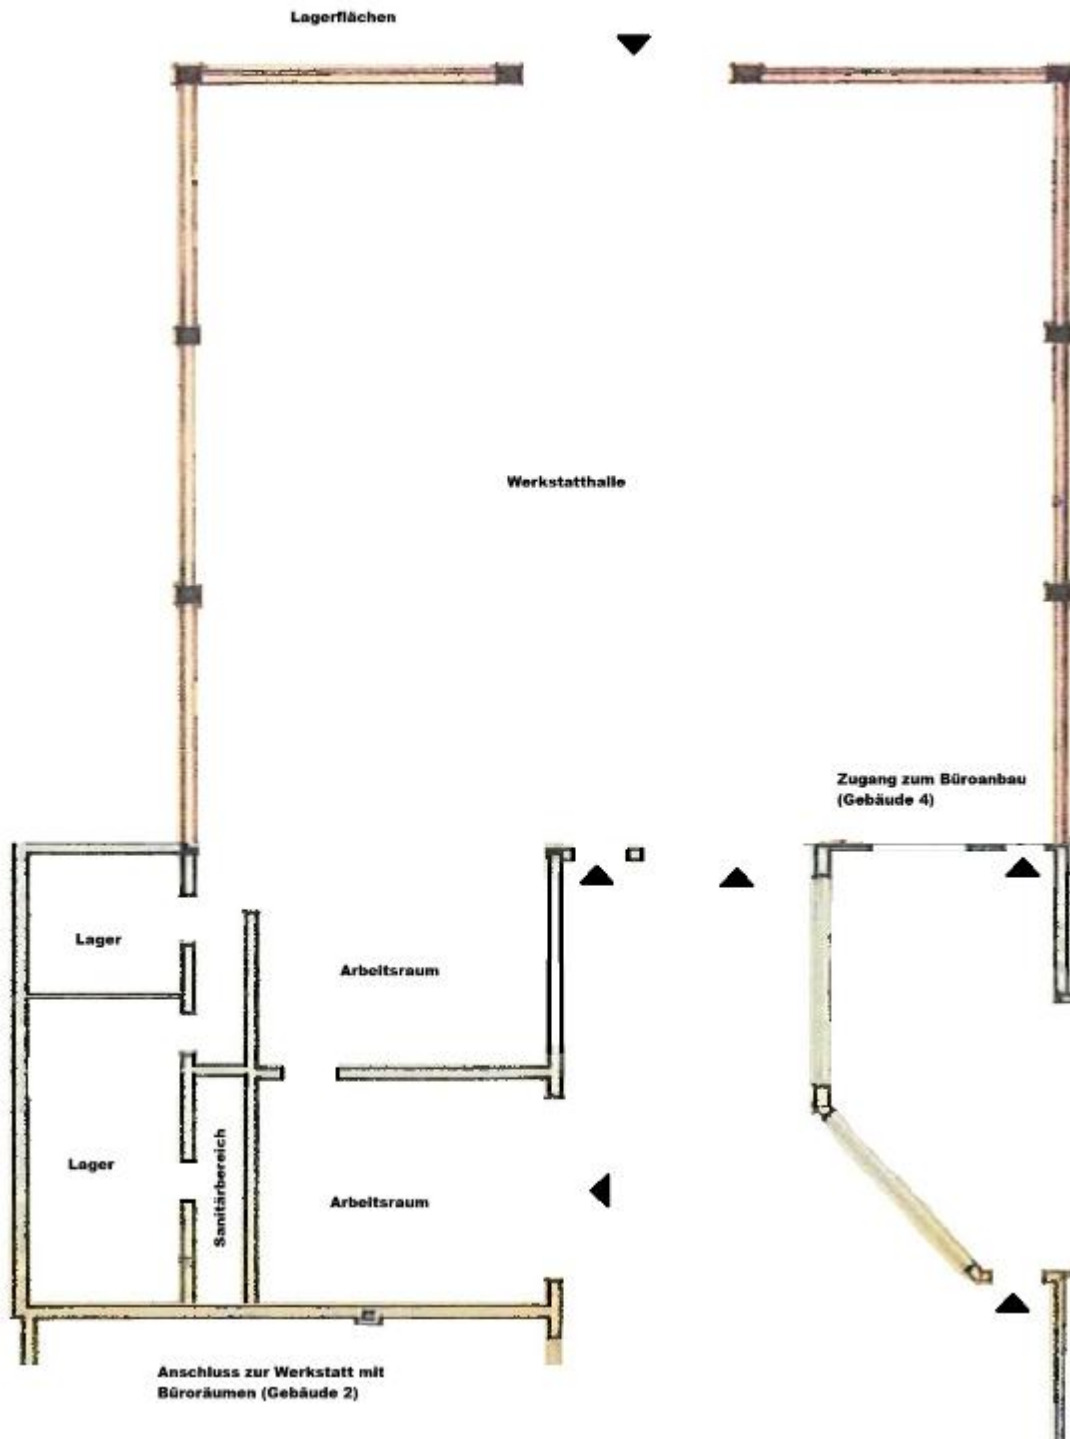 Lagerflächen
Werkstatthalle
Zugang zum Büroanbau
(Gebäude 4)
Lager
Arbeitsraum
Lager
Sanitärbereich
Arbeitsraum
Anschluss zur Werkstatt mit
Büroräumen (Gebäude 2)